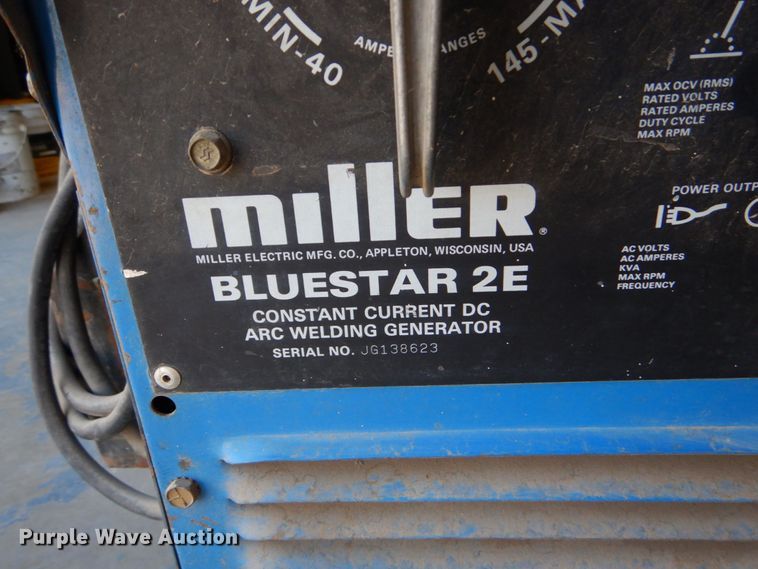 MIN-40
AMPE
NGES
145-MA
MAX OCV (RMS)
RATED VOLTS
RATED AMPERES
DUTY CYCLE
MAX RPM
miller®
MILLER ELECTRIC MFG. CO., APPLETON, WISCONSIN, USA
BLUESTAR 2E
CONSTANT CURRENT DC
ARC WELDING GENERATOR
SERIAL NO. JG138623
POWER OUTP
AC VOLTS
AC AMPERES
KVA
MAX RPM
FREQUENCY
Purple Wave Auction